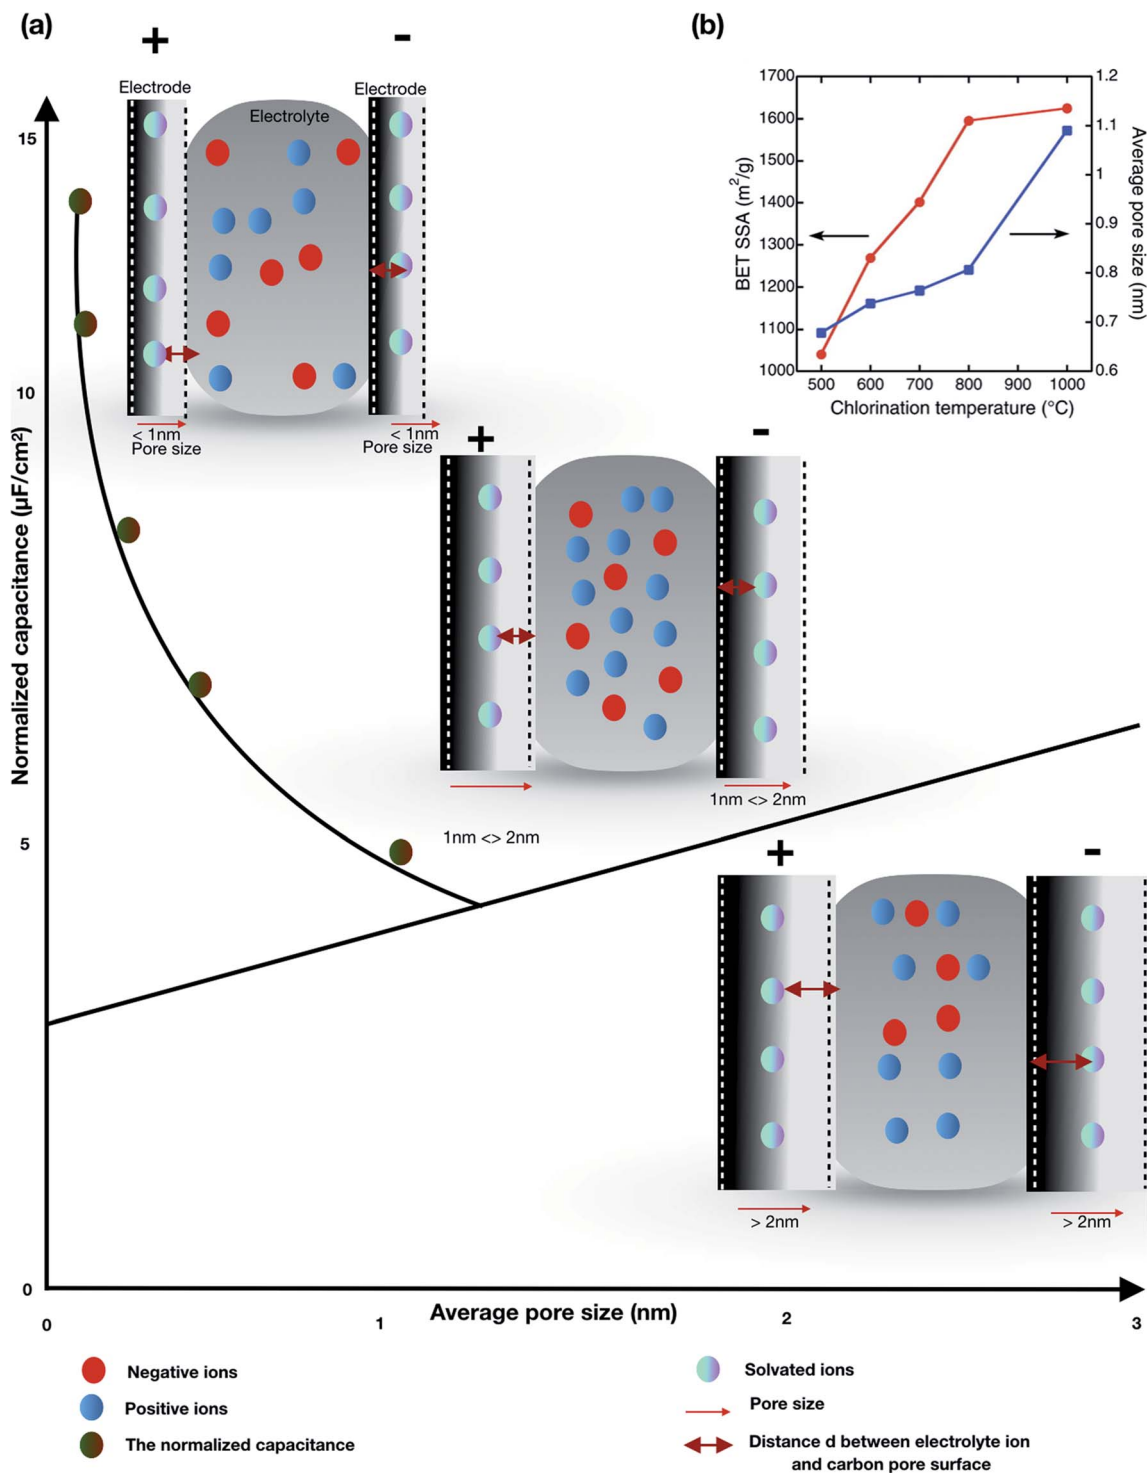 (a)
+
-
Electrode
Electrode
Electrolyte
15
10
5
0
Normalized capacitance (µF/cm²)
< 1nm
Pore size
< 1nm
Pore size
(b)
1700
1600
1500
1400
1300
1200
1100
1000
BET SSA (m²/g)
1.2
1.1
1
0.9
0.8
0.7
0.6
Average pore size (nm)
500 600 700 800 900 1000
Chlorination temperature (°C)
+
-
1nm <> 2nm
1nm <> 2nm
+
-
> 2nm
> 2nm
0 1 2 3
Average pore size (nm)
Negative ions
Positive ions
The normalized capacitance
Solvated ions
Pore size
Distance d between electrolyte ion
and carbon pore surface